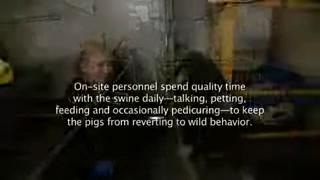 On-site personnel spend quality time
with the swine daily—talking, petting,
feeding and occasionally pedicuring—to keep
the pigs from reverting to wild behavior.